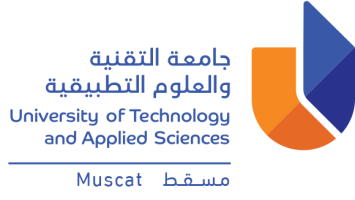 جامعة التقنية
والعلوم التطبيقية
University of Technology
and Applied Sciences
Muscat مسقط